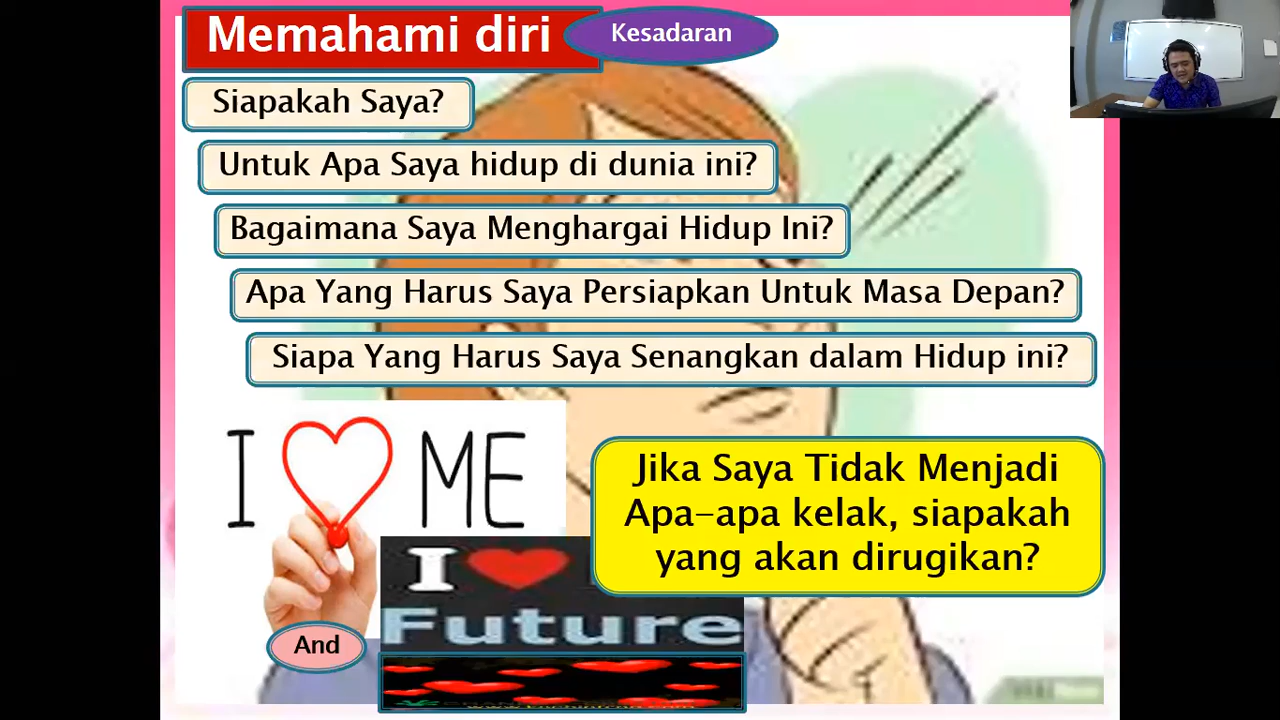 Memahami diri
Kesadaran
Siapakah Saya?
Untuk Apa Saya hidup di dunia ini?
Bagaimana Saya Menghargai Hidup Ini?
Apa Yang Harus Saya Persiapkan Untuk Masa Depan?
Siapa Yang Harus Saya Senangkan dalam Hidup ini?
I ME
Jika Saya Tidak Menjadi
Apa-apa kelak, siapakah
yang akan dirugikan?
I
Future
And